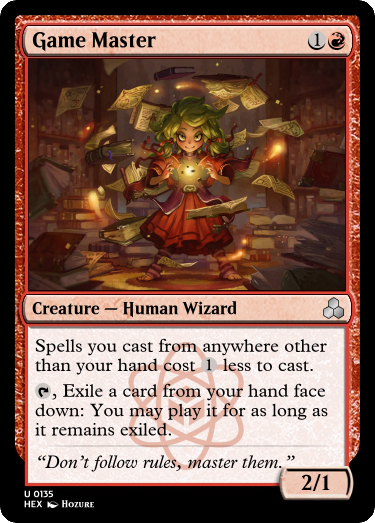 Game Master 1
Creature — Human Wizard
Spells you cast from anywhere other
than your hand cost 1 less to cast.
, Exile a card from your hand face
down: You may play it for as long as
it remains exiled.
“Don’t follow rules, master them.”
2/1
U 0135
HEX Hozure